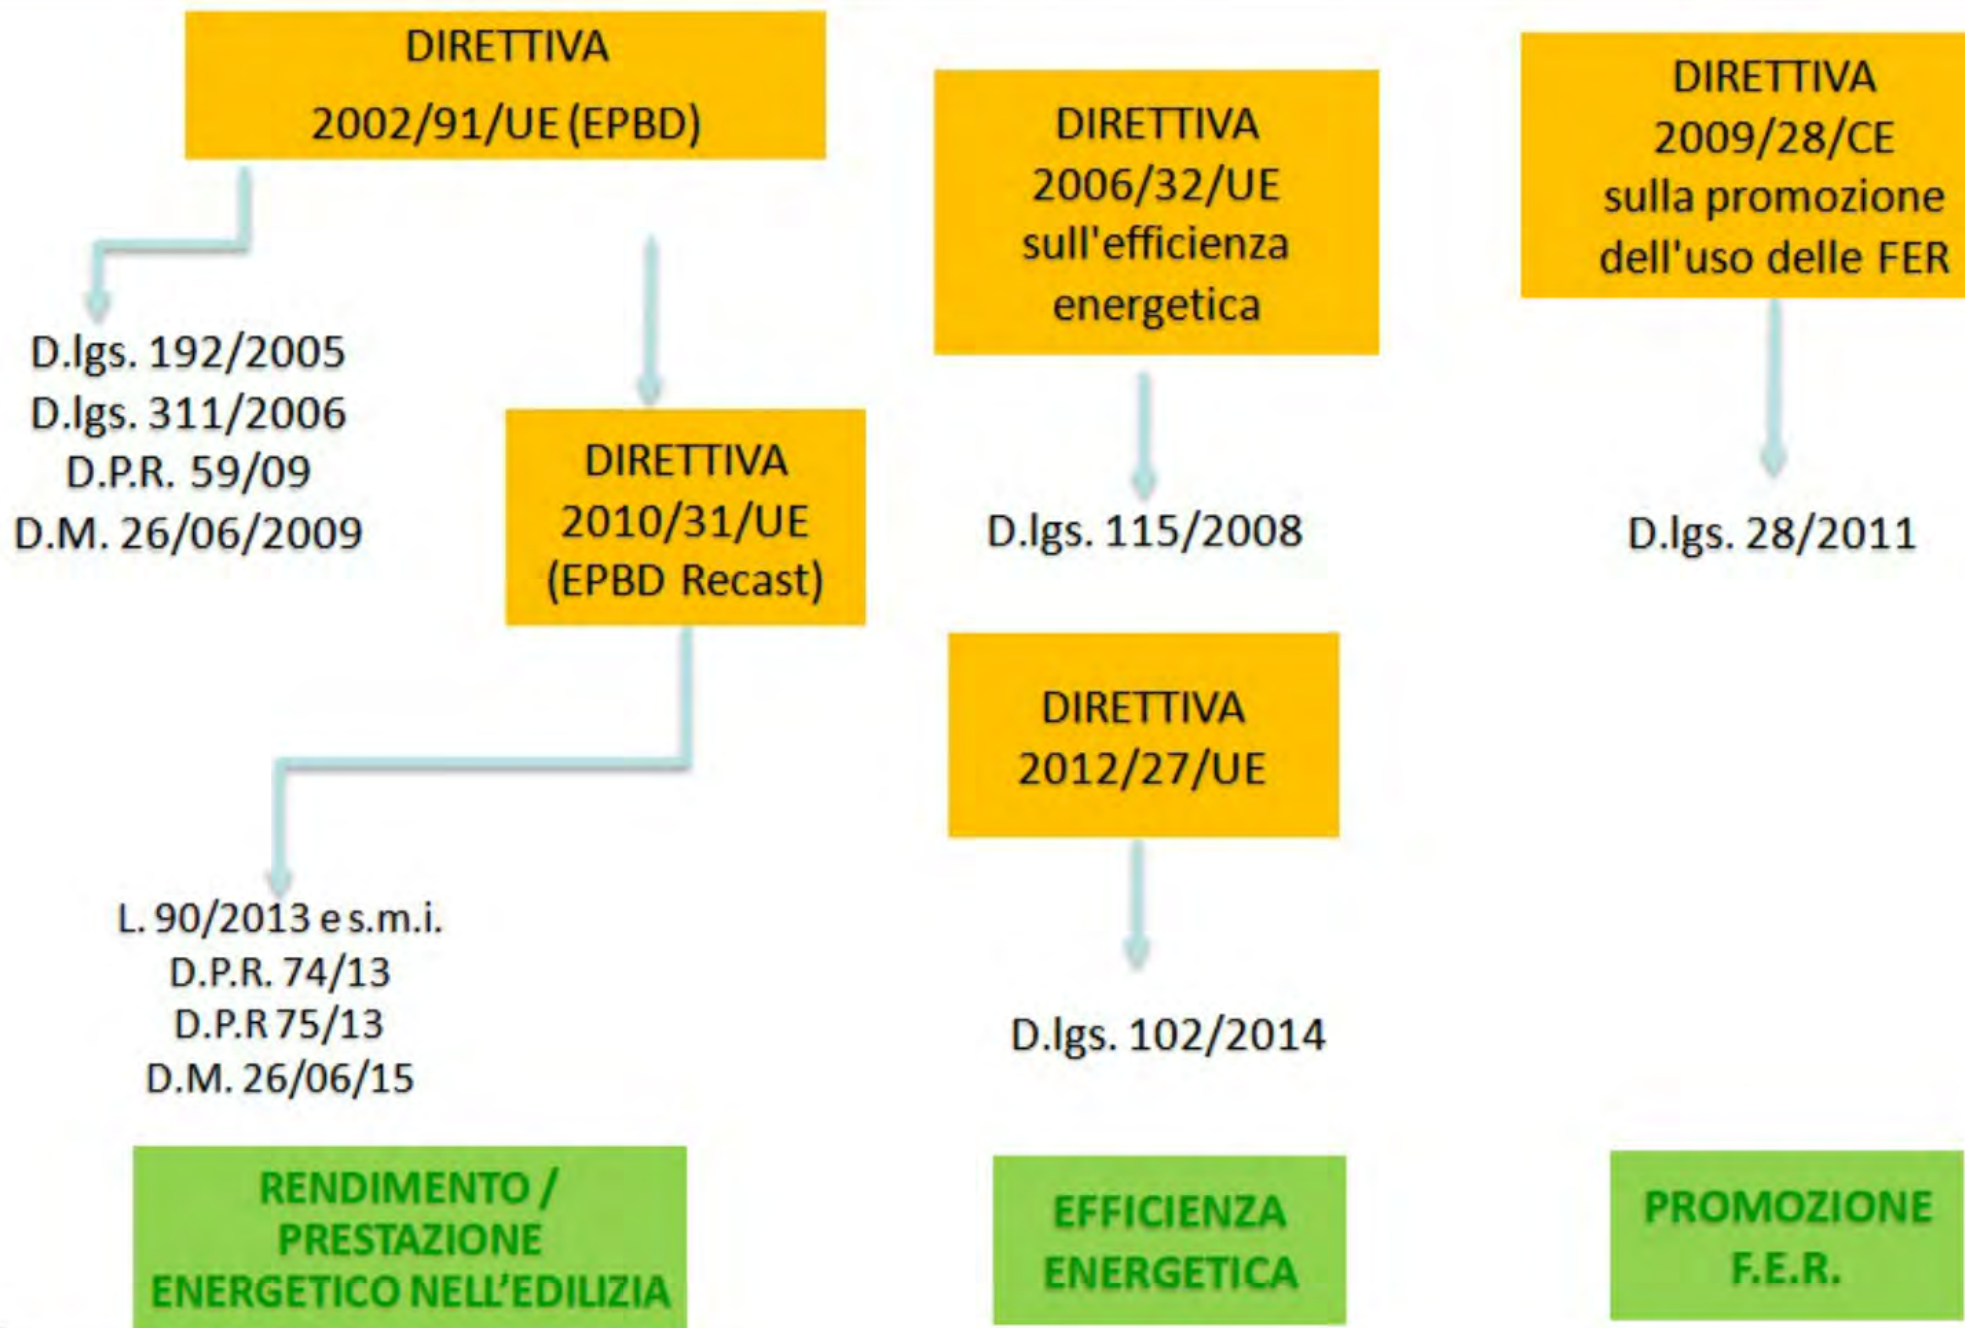 DIRETTIVA
2002/91/UE (EPBD)
D.lgs. 192/2005
D.lgs. 311/2006
D.P.R. 59/09
D.M. 26/06/2009
DIRETTIVA
2010/31/UE
(EPBD Recast)
L. 90/2013 e s.m.i.
D.P.R. 74/13
D.P.R 75/13
D.M. 26/06/15
RENDIMENTO /
PRESTAZIONE
ENERGETICO NELL'EDILIZIA
DIRETTIVA
2006/32/UE
sull'efficienza
energetica
D.lgs. 115/2008
DIRETTIVA
2012/27/UE
D.lgs. 102/2014
EFFICIENZA
ENERGETICA
DIRETTIVA
2009/28/CE
sulla promozione
dell'uso delle FER
D.lgs. 28/2011
PROMOZIONE
F.E.R.